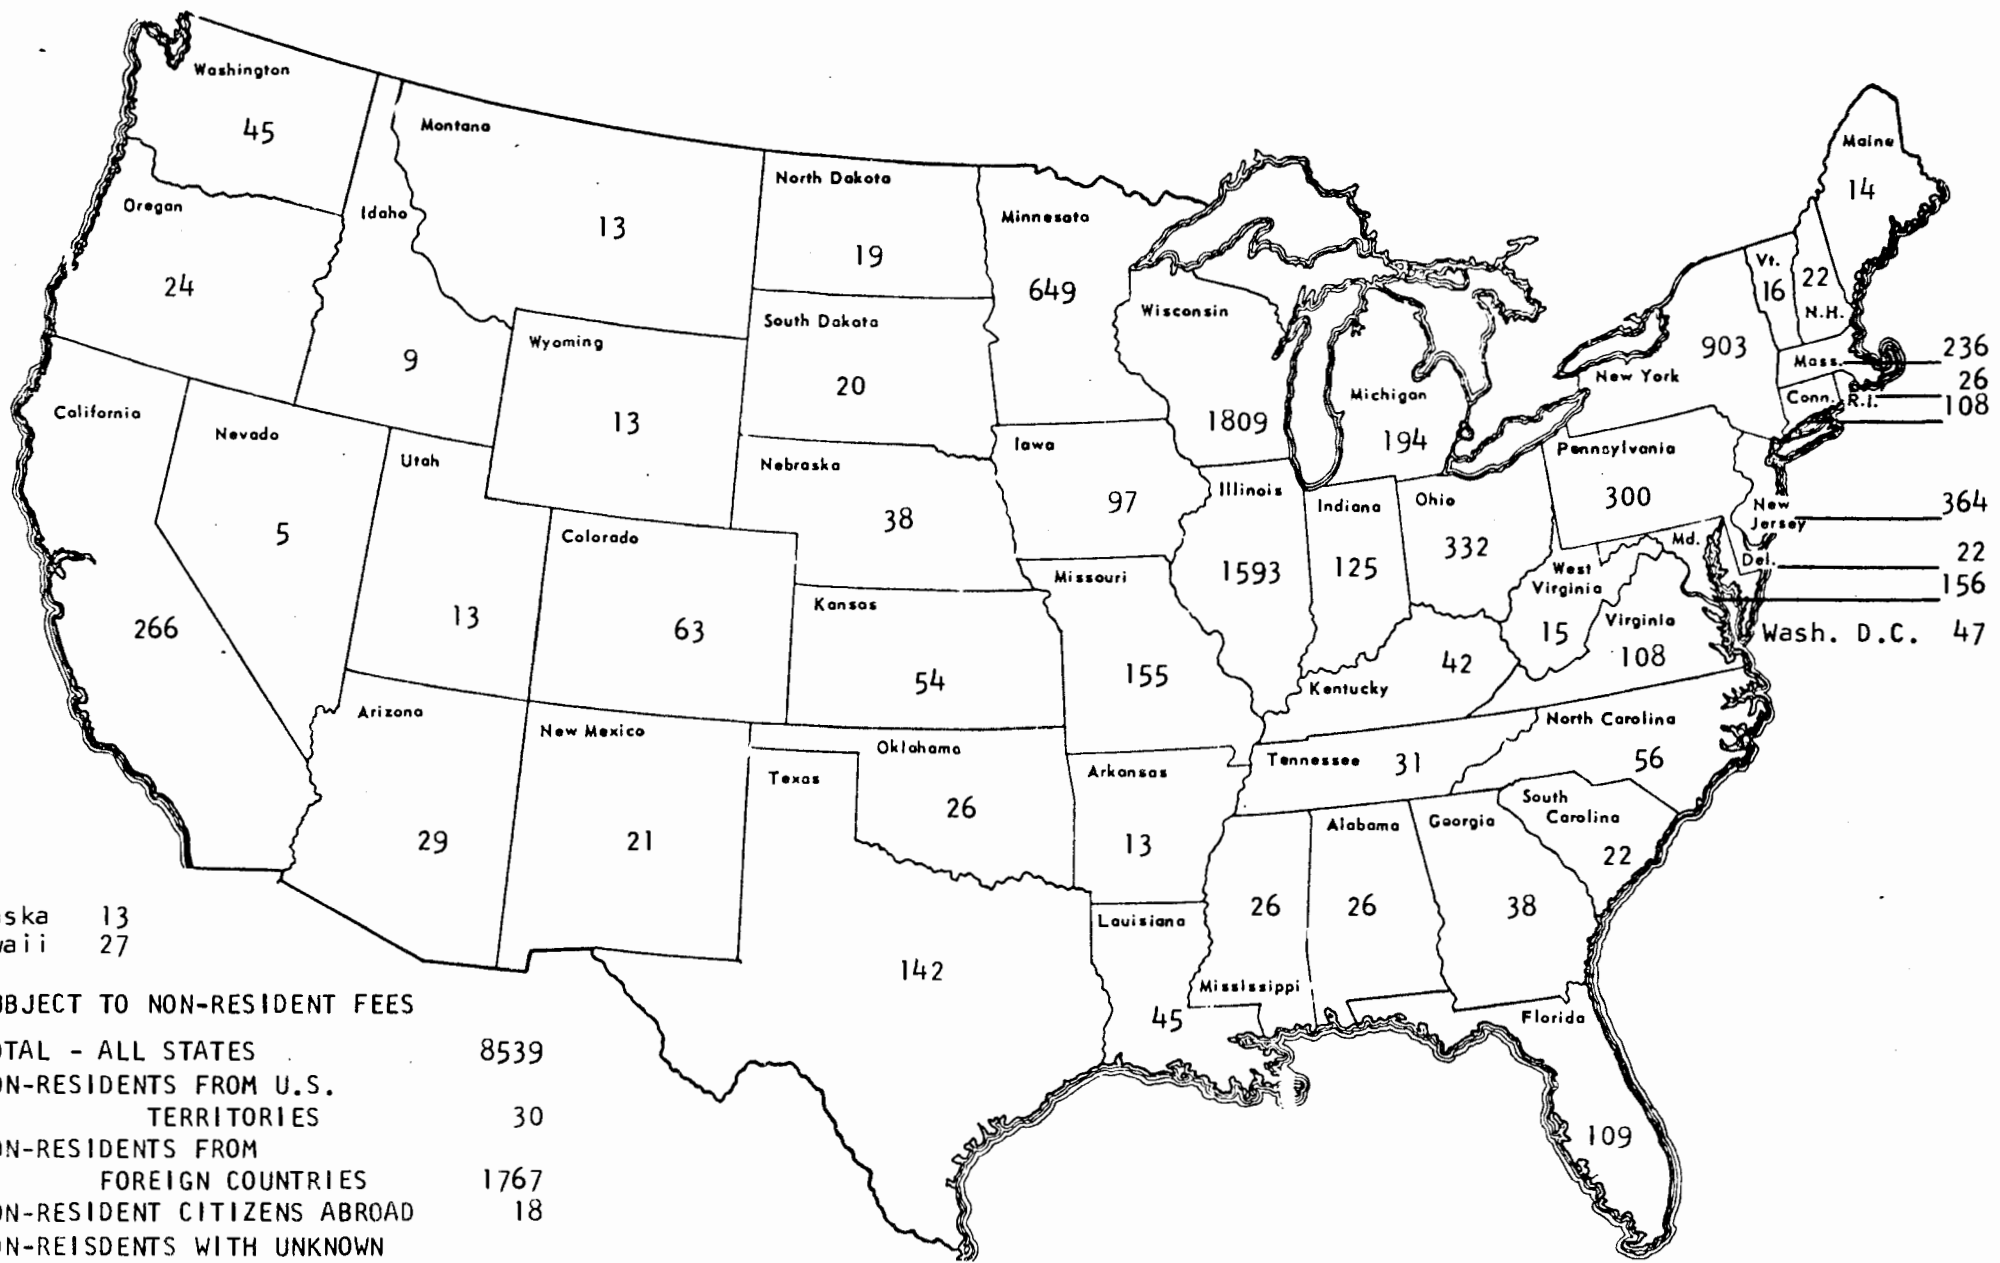 Washington
45
Montana
13
North Dakota
19
Minnesota
649
Maine
14
Oregon
24
Idaho
9
Wyoming
13
South Dakota
20
Wisconsin
1809
Michigan
194
New York
903
Vt.
16
22
N.H.
Mass.
236
26
Conn.
R.I.
108
California
266
Nevada
5
Utah
13
Colorado
63
Nebraska
38
Iowa
97
Illinois
1593
Indiana
125
Ohio
332
Pennsylvania
300
New
Jersey
364
Md.
Del.
22
156
Wash. D.C. 47
West
Virginia
15
Virginia
108
Kansas
54
Missouri
155
Kentucky
42
Arizona
29
New Mexico
21
Texas
142
Oklahoma
26
Arkansas
13
Tennessee 31
North Carolina
56
South
Carolina
22
Louisiana
45
Mississippi
26
Alabama
26
Georgia
38
Florida
109
ska 13
aii 27
BJECT TO NON-RESIDENT FEES
TAL - ALL STATES 8539
N-RESIDENTS FROM U.S.
TERRITORIES 30
N-RESIDENTS FROM
FOREIGN COUNTRIES 1767
N-RESIDENT CITIZENS ABROAD 18
N-REISDENTS WITH UNKNOWN